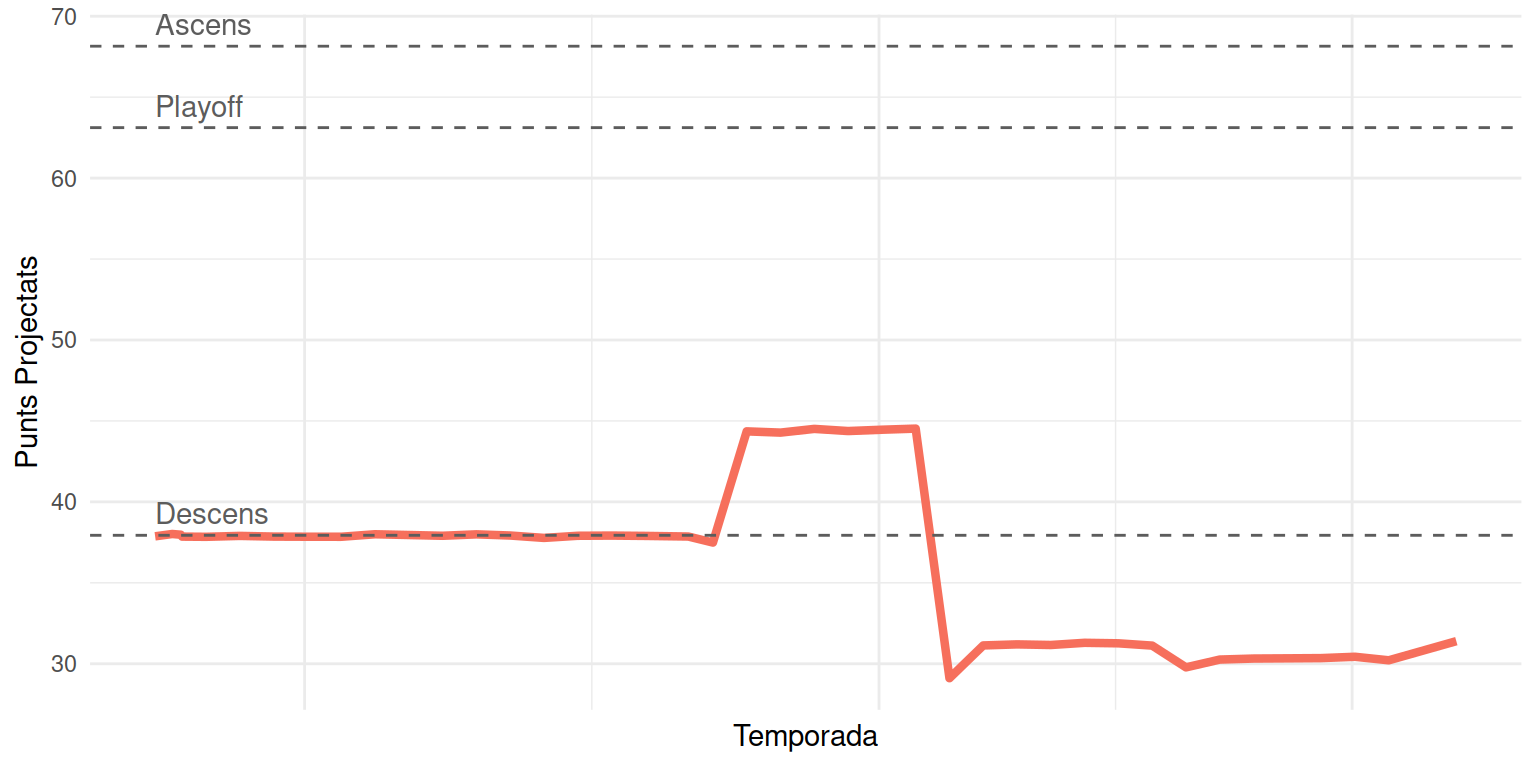 70
Ascens
Playoff
60
50
40
Descens
30
Punts Projectats
Temporada